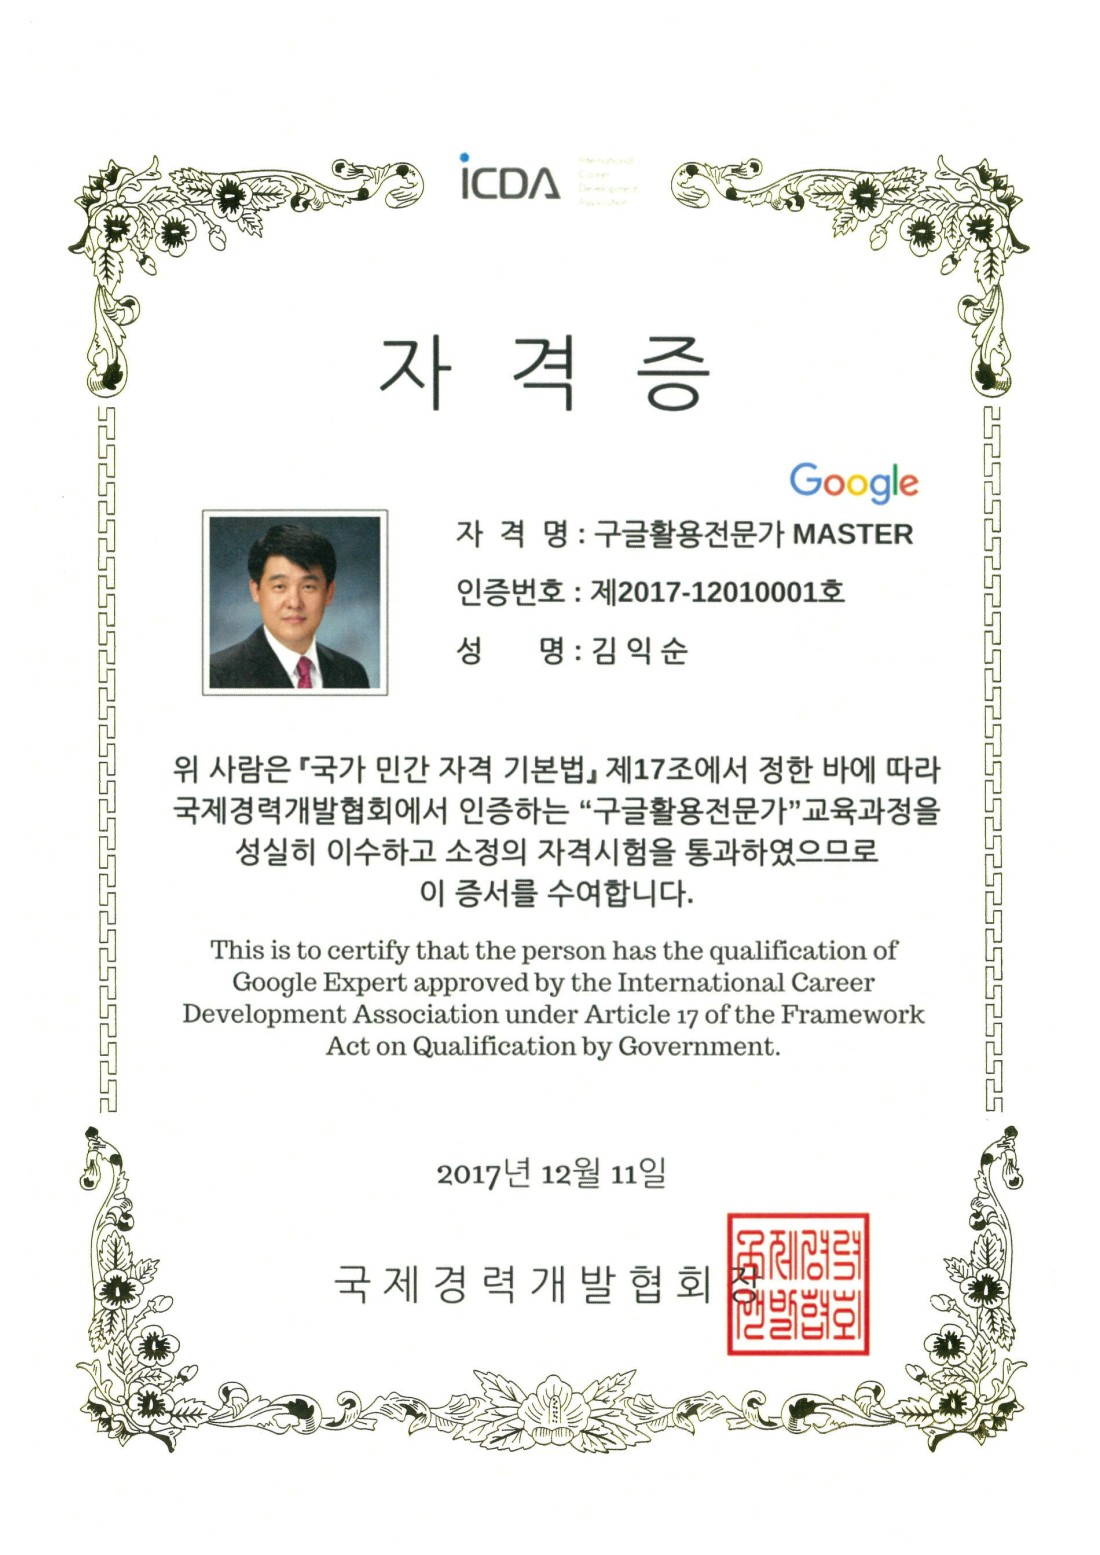 iCDA
International
Career
Development
Association
자 격 증
Google
자 격 명 : 구글활용전문가 MASTER
인증번호 : 제2017-12010001호
성 명 : 김 익 순
위 사람은『국가 민간 자격 기본법』제17조에서 정한 바에 따라
국제경력개발협회에서 인증하는 “구글활용전문가”교육과정을
성실히 이수하고 소정의 자격시험을 통과하였으므로
이 증서를 수여합니다.
This is to certify that the person has the qualification of
Google Expert approved by the International Career
Development Association under Article 17 of the Framework
Act on Qualification by Government.
2017년 12월 11일
국 제 경 력 개 발 협 회 장
국제경력
개발협회